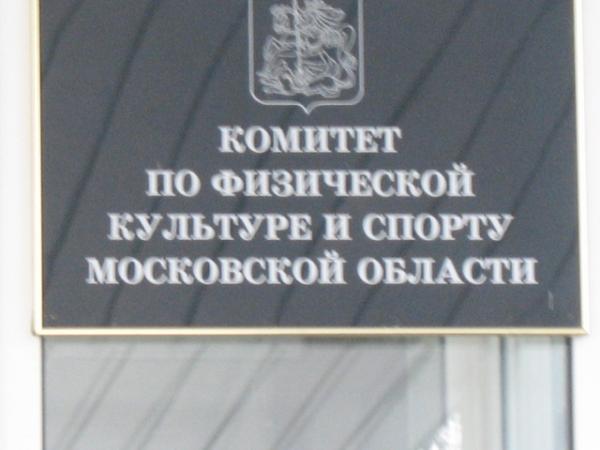 КОМИТЕТ
ПО ФИЗИЧЕСКОЙ
КУЛЬТУРЕ И СПОРТУ
МОСКОВСКОЙ ОБЛАСТИ